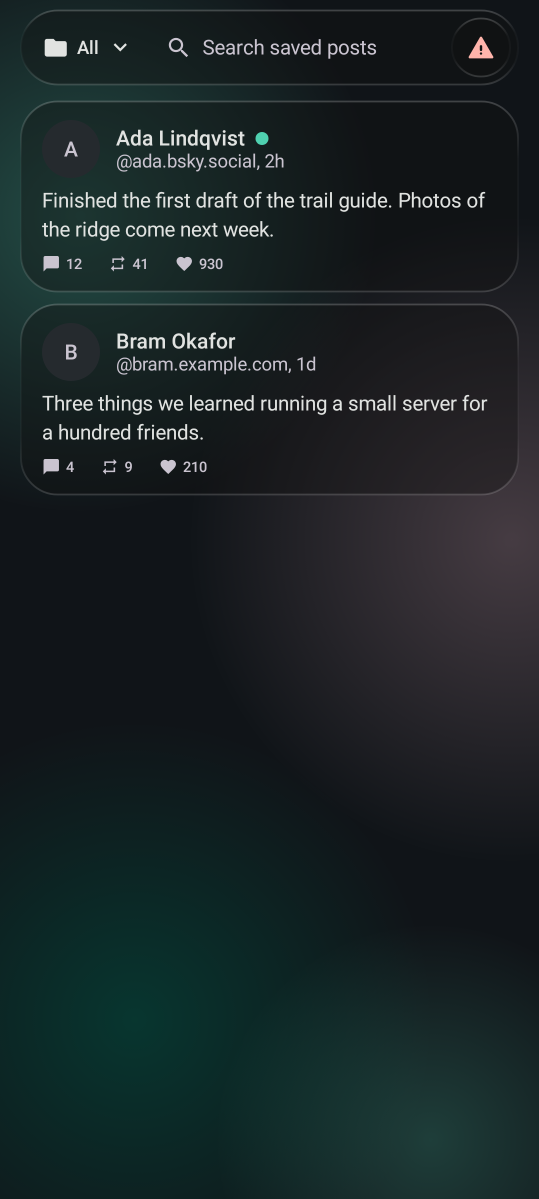 All
Search saved posts
A
Ada Lindqvist
@ada.bsky.social, 2h
Finished the first draft of the trail guide. Photos of
the ridge come next week.
12 41 930
B
Bram Okafor
@bram.example.com, 1d
Three things we learned running a small server for
a hundred friends.
4 9 210